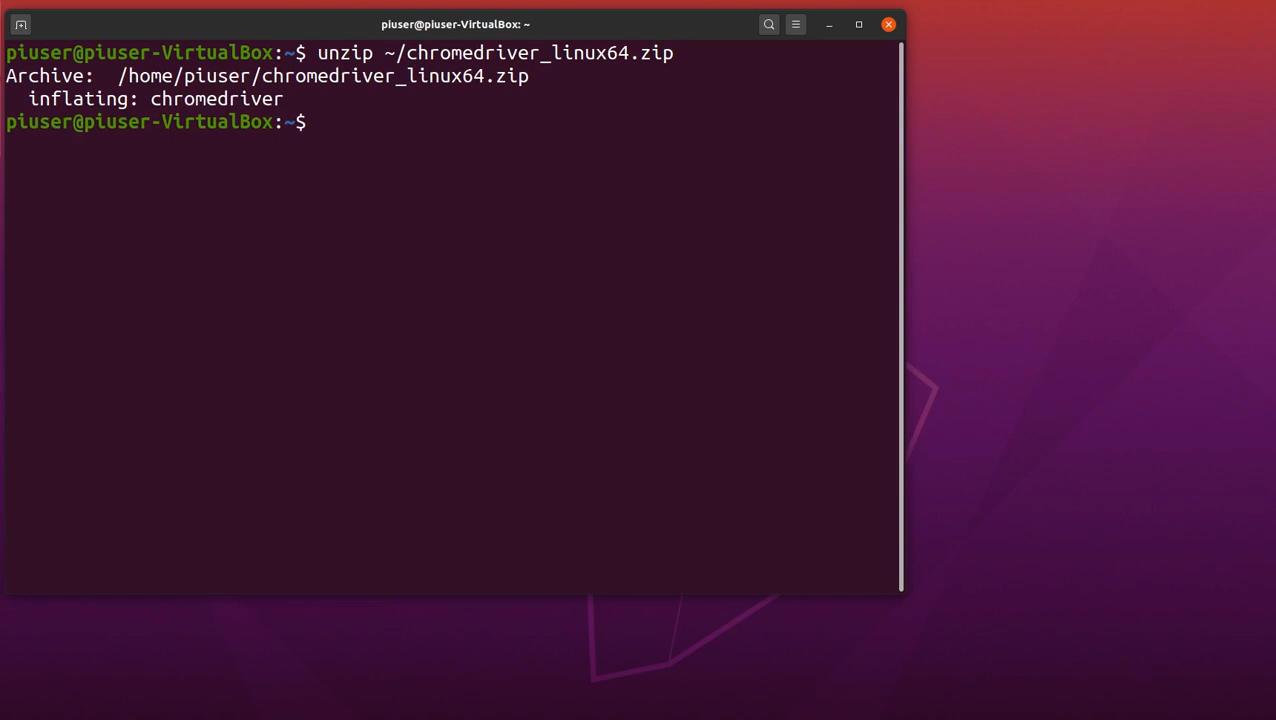 piuser@piuser-VirtualBox: ~
piuser@piuser-VirtualBox:~$ unzip ~/chromedriver_linux64.zip
Archive:  /home/piuser/chromedriver_linux64.zip
  inflating: chromedriver
piuser@piuser-VirtualBox:~$